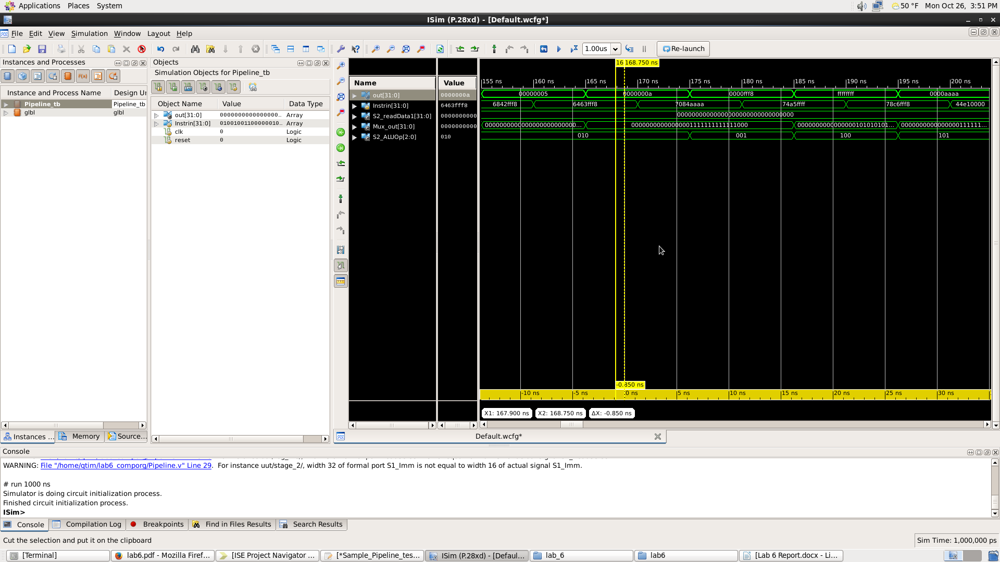 Applications Places System
50 °F Mon Oct 26, 3:51 PM
ISim (P.28xd) - [Default.wcfg*]
File Edit View Simulation Window Layout Help
1.00us
Re-launch
Instances and Processes
Instance and Process Name Design Un
Pipeline_tb Pipeline_tb
glbl glbl
Instances ... Memory Source...
Objects
Simulation Objects for Pipeline_tb
Object Name Value Data Type
out[31:0] 0000000000000000... Array
Instrin[31:0] 0100100110000010... Array
clk 0 Logic
reset 0 Logic
Name Value
out[31:0] 0000000a
Instrin[31:0] 6463fff8
S2_readData1[31:0] 0000000000
Mux_out[31:0] 0000000000
S2_ALUOp[2:0] 010
168.750 ns
155 ns 160 ns 165 ns 170 ns 175 ns 180 ns 185 ns 190 ns 195 ns 200 ns
00000005 0000000a 0000fff8 ffffffff 0000aaaa
6842fff8 6463fff8 7084aaaa 74a5ffff 78c6fff8 44e10000
00000000000000000000000000000000
00000000000000000000000000... 00000000000000001111111111111000 0000000000000000101010101... 000000000000000011111...
010 001 100 101
-0.850 ns
-10 ns -5 ns 0 ns 5 ns 10 ns 15 ns 20 ns 25 ns 30 ns
X1: 167.900 ns X2: 168.750 ns ΔX: -0.850 ns
Default.wcfg*
Console
WARNING: File "/home/qtim/lab6_comporg/Pipeline.v" Line 29. For instance uut/stage_2/, width 32 of formal port S1_Imm is not equal to width 16 of actual signal S1_Imm.
# run 1000 ns
Simulator is doing circuit initialization process.
Finished circuit initialization process.
ISim>
Console Compilation Log Breakpoints Find in Files Results Search Results
Cut the selection and put it on the clipboard
Sim Time: 1,000,000 ps
[Terminal] lab6.pdf - Mozilla Firef... [ISE Project Navigator ... [*Sample_Pipeline_tes... ISim (P.28xd) - [Defaul... lab_6 lab6 [Lab 6 Report.docx - Li...